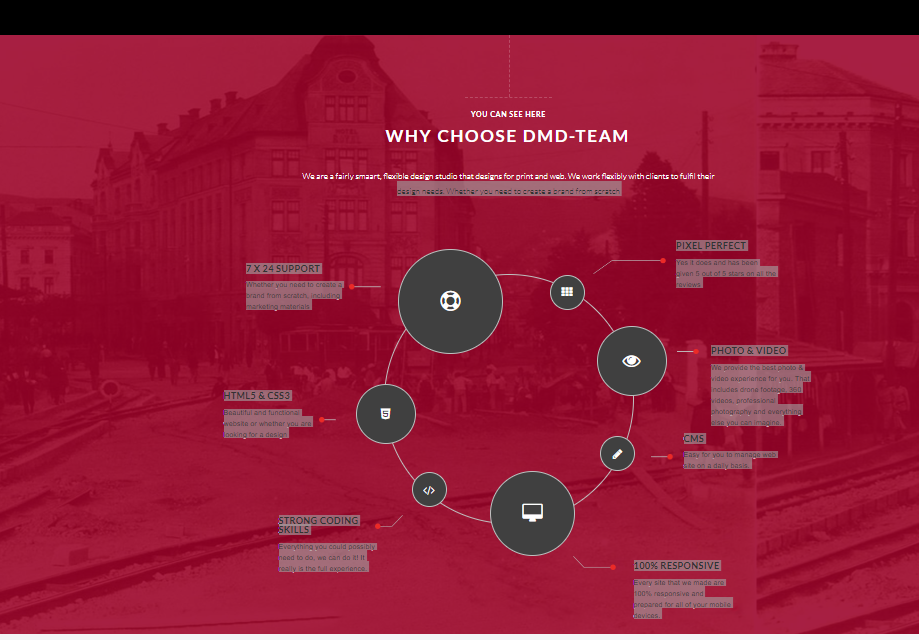 YOU CAN SEE HERE
WHY CHOOSE DMD-TEAM
We are a fairly smaart, flexible design studio that designs for print and web. We work flexibly with clients to fulfil their
design needs. Whether you need to create a brand from scratch
PIXEL PERFECT
Yes it does and has been
given 5 out of 5 stars on all the
reviews.
7 X 24 SUPPORT
Whether you need to create a
brand from scratch, including
marketing materials
PHOTO & VIDEO
We provide the best photo &
video experience for you. That
includes drone footage, 360
videos, professional
photography and everything
else you can imagine.
HTML5 & CSS3
Beautiful and functional
website or whether you are
looking for a design
CMS
Easy for you to manage web
site on a daily basis.
STRONG CODING
SKILLS
Everything you could possibly
need to do, we can do it! It
really is the full experience.
100% RESPONSIVE
Every site that we made are
100% responsive and
prepared for all of your mobile
devices.